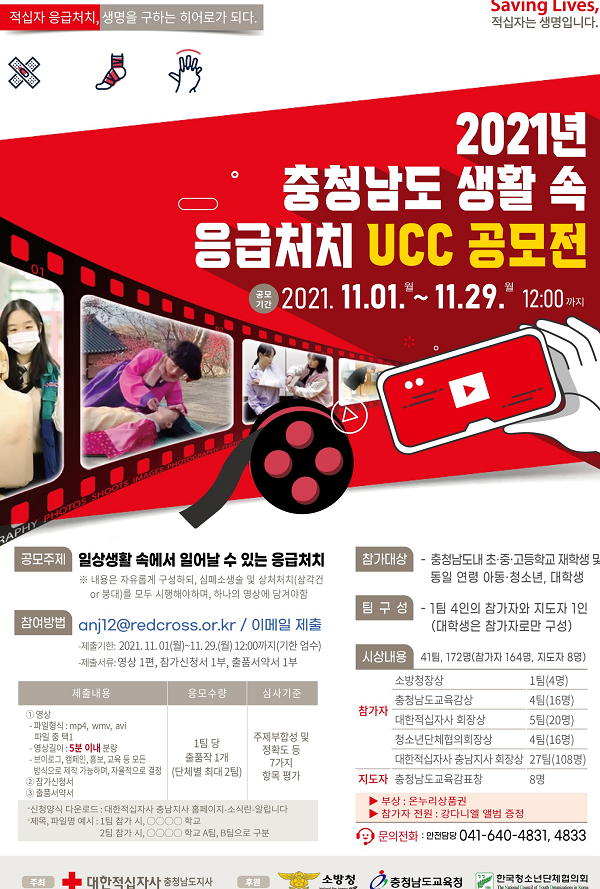 적십자 응급처치, 생명을 구하는 히어로가 되다.
Saving Lives,
적십자는 생명입니다.
2021년
충청남도 생활 속
응급처치 UCC 공모전
공모 기간 2021. 11.01.월~ 11.29.월 12:00까지
01
PHOTOS SHOOTS IMAGES PHOTOGRAPHY
공모주제 일상생활 속에서 일어날 수 있는 응급처치
※ 내용은 자유롭게 구성하되, 심폐소생술 및 상처처치(삼각건
or 붕대)를 모두 시행해야하며, 하나의 영상에 담겨야함
참여방법 anj12@redcross.or.kr / 이메일 제출
-제출기한: 2021. 11. 01(월)~11. 29.(월) 12:00까지(기한 엄수)
-제출서류: 영상 1편, 참가신청서 1부, 출품서약서 1부
제출내용 응모수량 심사기준
① 영상
- 파일형식 : mp4, wmv, avi
파일 중 택1
- 영상길이 : 5분 이내 분량
- 브이로그, 캠페인, 홍보, 교육 등 모든
방식으로 제작 가능하며, 자율적으로 결정
② 참가신청서
③ 출품서약서
1팀 당
출품작 1개
(단체별 최대 2팀)
주제부합성 및
정확도 등
7가지
항목 평가
*신청양식 다운로드 : 대한적십자사 충남지사 홈페이지-소식란-알립니다
*제목, 파일명 예시 : 1팀 참가 시, ○○○○ 학교
2팀 참가 시, ○○○○ 학교 A팀, B팀으로 구분
참가대상 - 충청남도내 초·중·고등학교 재학생 및
동일 연령 아동·청소년, 대학생
팀 구 성 - 1팀 4인의 참가자와 지도자 1인
(대학생은 참가자로만 구성)
시상내용 41팀, 172명(참가자 164명, 지도자 8명)
참가자
소방청장상 1팀(4명)
충청남도교육감상 4팀(16명)
대한적십자사 회장상 5팀(20명)
청소년단체협의회장상 4팀(16명)
대한적십자사 충남지사 회장상 27팀(108명)
지도자 충청남도교육감표창 8명
▶ 부상 : 온누리상품권
▶ 참가자 전원 : 강다니엘 앨범 증정
문의전화 : 안전담당 041-640-4831, 4833
주최 대한적십자사 충청남도지사 후원 소방청 충청남도교육청 한국청소년단체협의회
The National Council of Youth Organizations in Korea